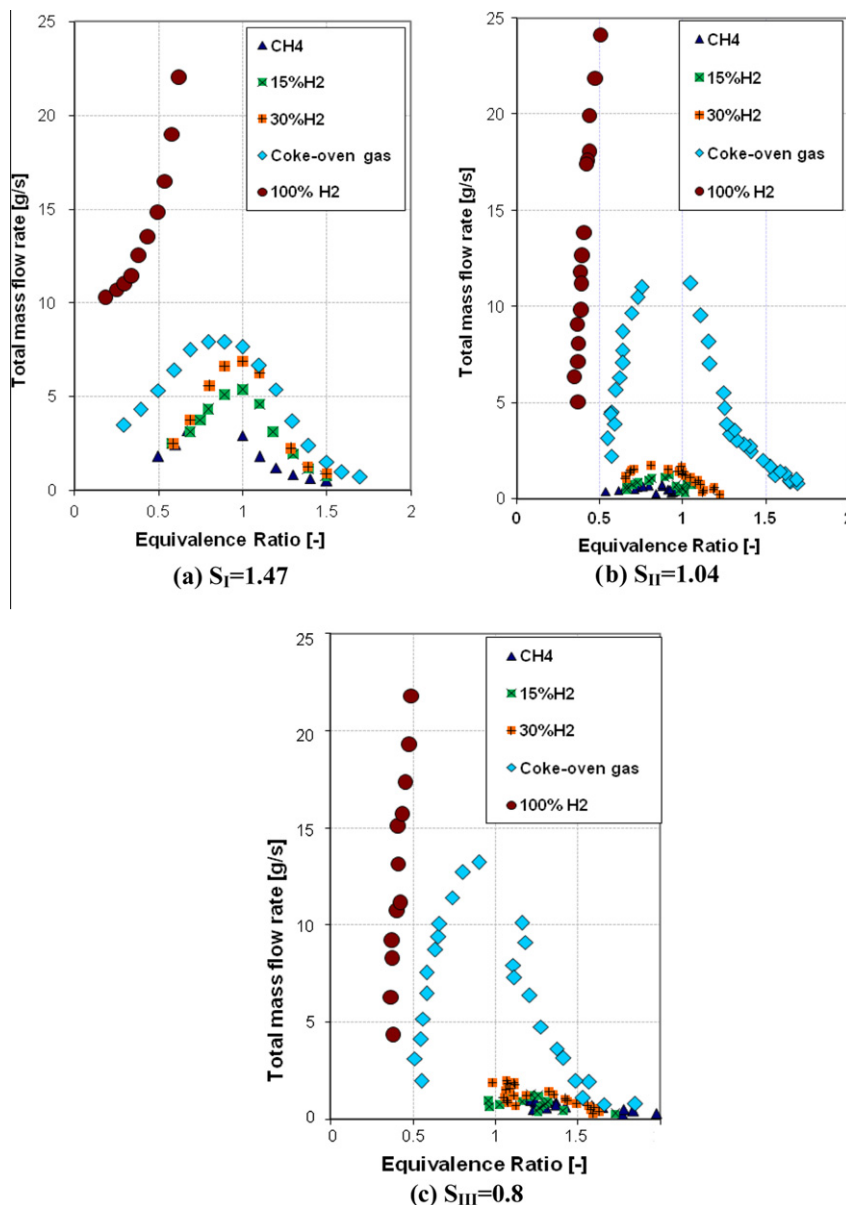 25
20
15
10
5
0
Total mass flow rate [g/s]
CH4
15%H2
30%H2
Coke-oven gas
100% H2
0
0.5
1
1.5
2
Equivalence Ratio [-]
(a) SI=1.47
25
20
15
10
5
0
Total mass flow rate [g/s]
CH4
15%H2
30%H2
Coke-oven gas
100% H2
0
0.5
1
1.5
2
Equivalence Ratio [-]
(b) SII=1.04
25
20
15
10
5
0
Total mass flow rate [g/s]
CH4
15%H2
30%H2
Coke-oven gas
100% H2
0
0.5
1
1.5
Equivalence Ratio [-]
(c) SIII=0.8